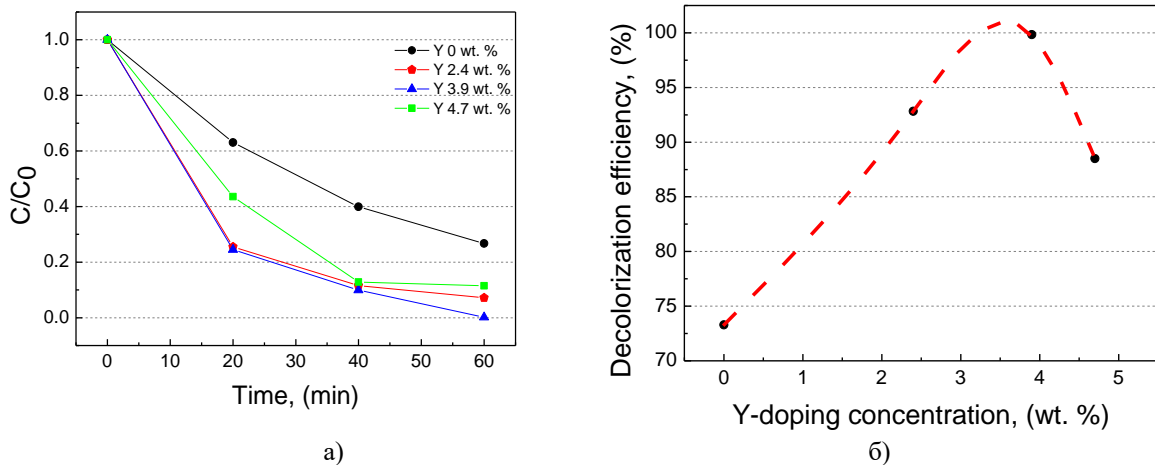 1.0
0.8
0.6
0.4
0.2
0.0
C/C0
0 10 20 30 40 50 60
Time, (min)
Y 0 wt. %
Y 2.4 wt. %
Y 3.9 wt. %
Y 4.7 wt. %
а)
100
95
90
85
80
75
70
Decolorization efficiency, (%)
0 1 2 3 4 5
Y-doping concentration, (wt. %)
б)